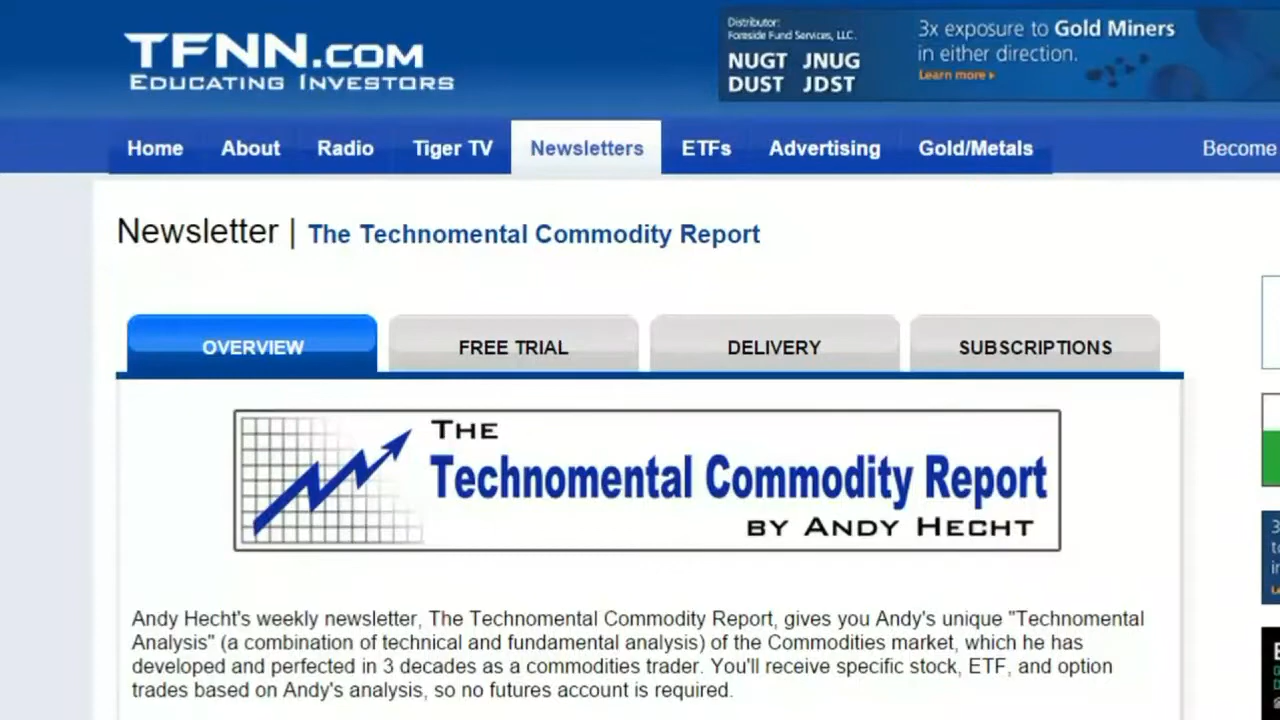 TFNN.COM
EDUCATING INVESTORS
Distributor:
Foreside Fund Services, LLC.
NUGT JNUG
DUST JDST
3x exposure to Gold Miners
in either direction.
Learn more
Home About Radio Tiger TV Newsletters ETFs Advertising Gold/Metals Become
Newsletter | The Technomental Commodity Report
OVERVIEW FREE TRIAL DELIVERY SUBSCRIPTIONS
THE
Technomental Commodity Report
BY ANDY HECHT
Andy Hecht's weekly newsletter, The Technomental Commodity Report, gives you Andy's unique "Technomental
Analysis" (a combination of technical and fundamental analysis) of the Commodities market, which he has
developed and perfected in 3 decades as a commodities trader. You'll receive specific stock, ETF, and option
trades based on Andy's analysis, so no futures account is required.